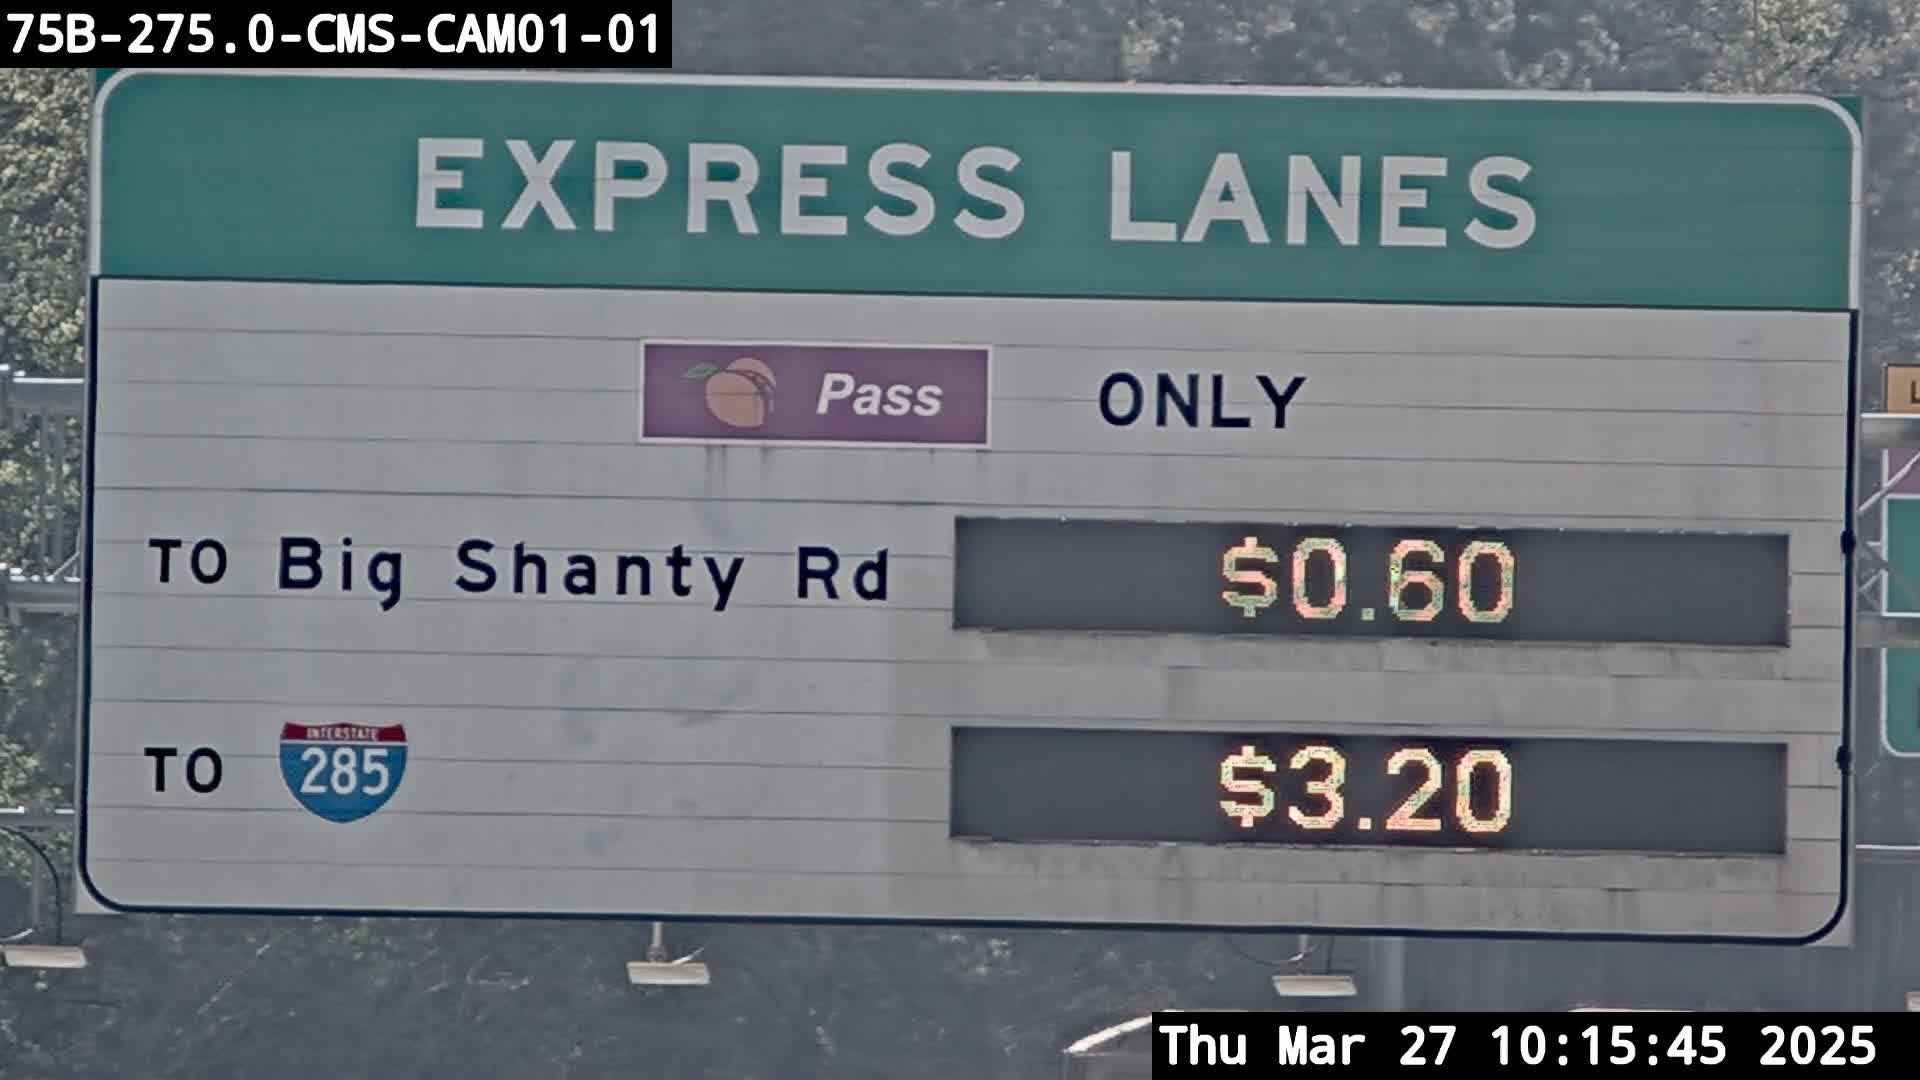 75B-275.0-CMS-CAM01-01
EXPRESS LANES
Pass ONLY
TO Big Shanty Rd $0.60
TO INTERSTATE 285 $3.20
Thu Mar 27 10:15:45 2025